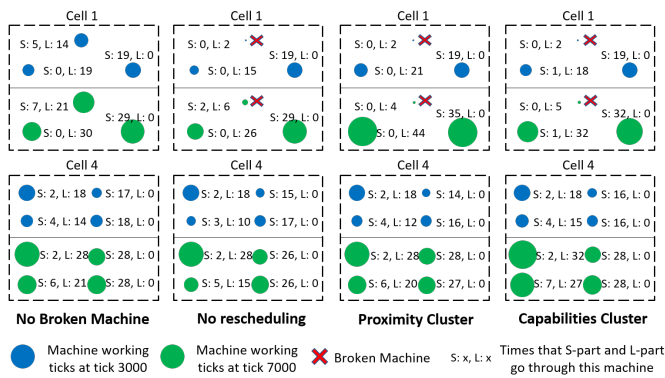 Cell 1 Cell 1 Cell 1 Cell 1
S: 5, L: 14 S: 0, L: 2 S: 0, L: 2 S: 0, L: 2
S: 19, L: 0 S: 19, L: 0 S: 19, L: 0 S: 19, L: 0
S: 0, L: 19 S: 0, L: 15 S: 0, L: 21 S: 1, L: 18
S: 7, L: 21 S: 2, L: 6 S: 0, L: 4 S: 0, L: 5
S: 29, L: 0 S: 29, L: 0 S: 35, L: 0 S: 32, L: 0
S: 0, L: 30 S: 0, L: 26 S: 0, L: 44 S: 1, L: 32
Cell 4 Cell 4 Cell 4 Cell 4
S: 2, L: 18 S: 17, L: 0 S: 2, L: 18 S: 15, L: 0 S: 2, L: 18 S: 14, L: 0 S: 2, L: 18 S: 16, L: 0
S: 4, L: 14 S: 18, L: 0 S: 3, L: 10 S: 17, L: 0 S: 4, L: 12 S: 16, L: 0 S: 4, L: 15 S: 16, L: 0
S: 2, L: 28 S: 28, L: 0 S: 2, L: 28 S: 26, L: 0 S: 2, L: 28 S: 28, L: 0 S: 2, L: 32 S: 28, L: 0
S: 6, L: 21 S: 28, L: 0 S: 5, L: 15 S: 26, L: 0 S: 6, L: 20 S: 27, L: 0 S: 7, L: 27 S: 28, L: 0
No Broken Machine No rescheduling Proximity Cluster Capabilities Cluster
Machine working Machine working Broken Machine S: x, L: x Times that S-part and L-part
ticks at tick 3000 ticks at tick 7000 go through this machine